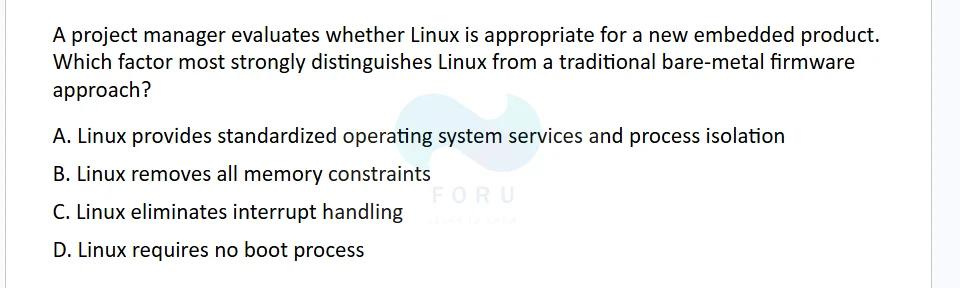 A project manager evaluates whether Linux is appropriate for a new embedded product.
Which factor most strongly distinguishes Linux from a traditional bare-metal firmware
approach?
A. Linux provides standardized operating system services and process isolation
B. Linux removes all memory constraints
FORU
C. Linux eliminates interrupt handling
D. Linux requires no boot process